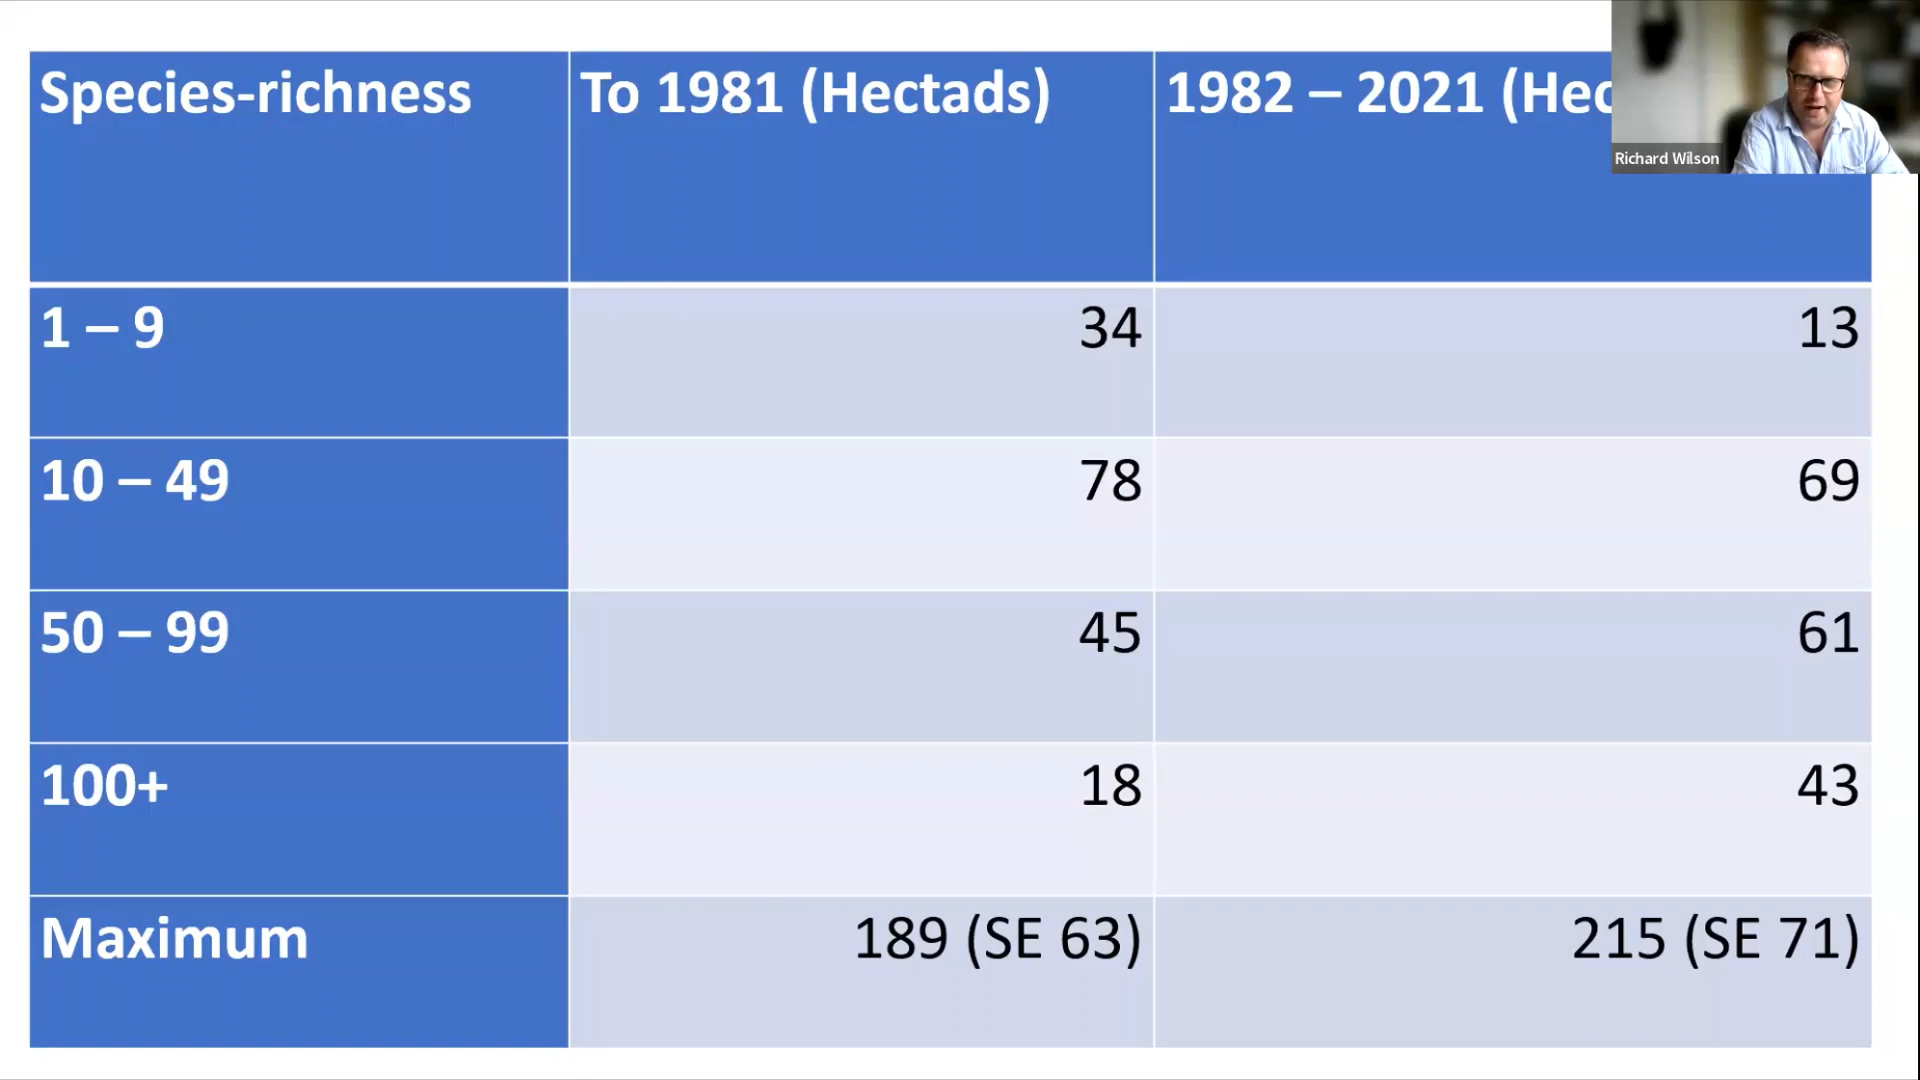 Species-richness To 1981 (Hectads) 1982 – 2021 (Hec
Richard Wilson
1 – 9 34 13
10 – 49 78 69
50 – 99 45 61
100+ 18 43
Maximum 189 (SE 63) 215 (SE 71)